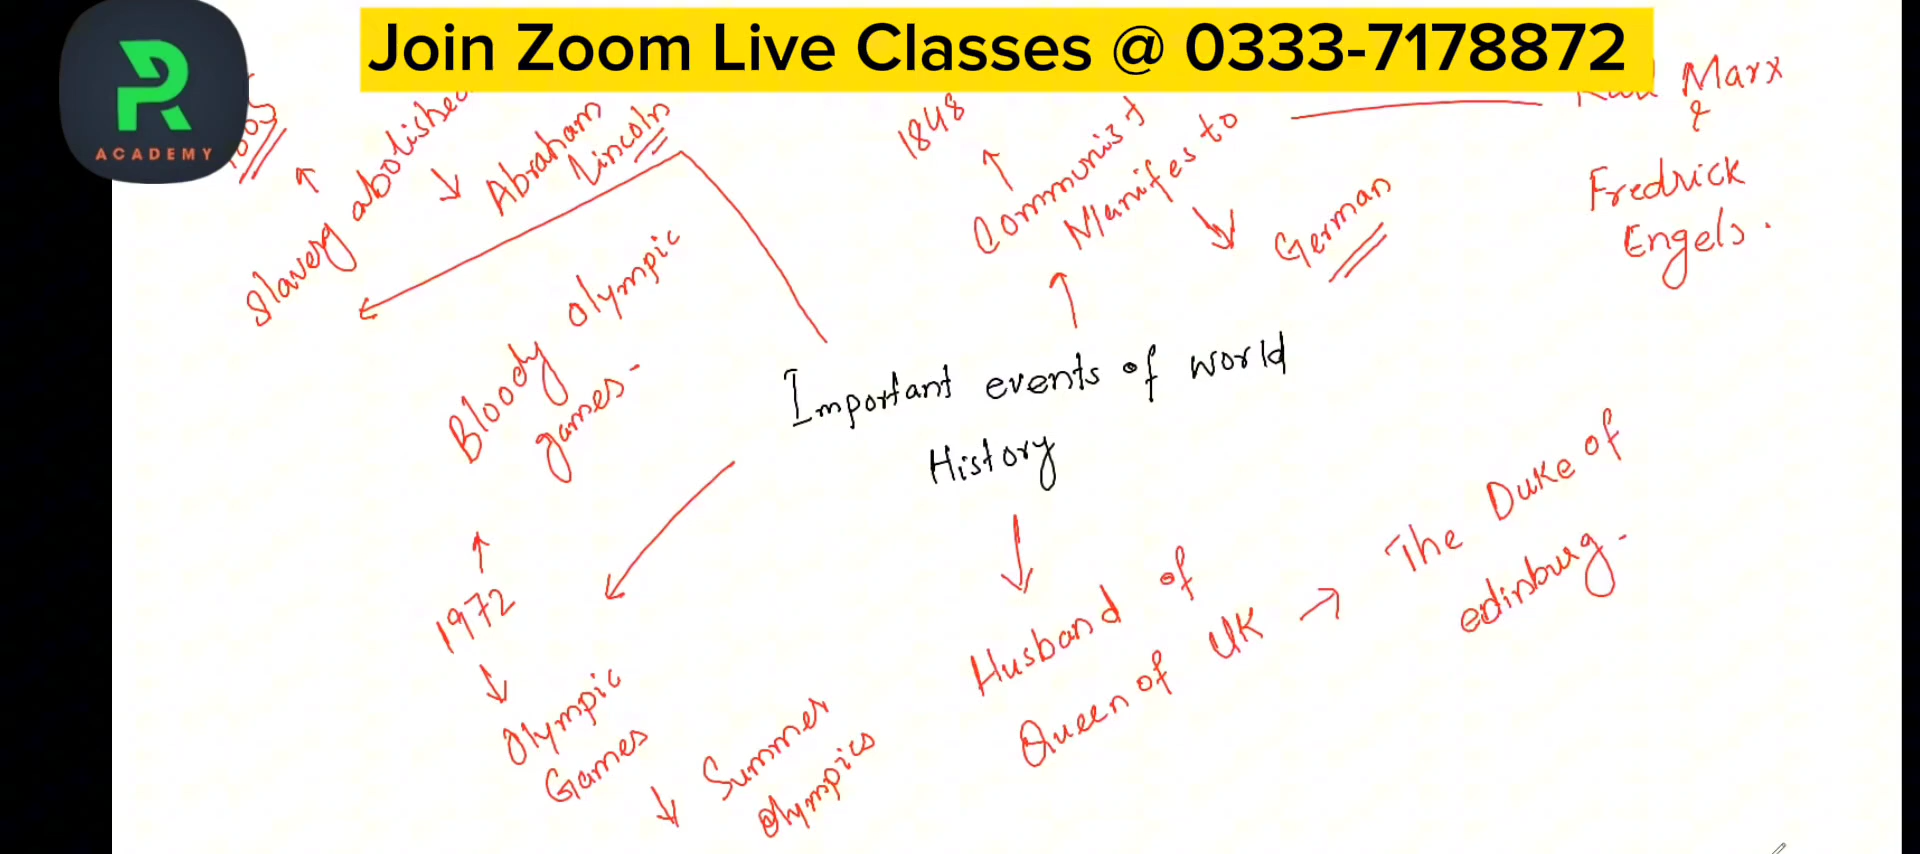 Join Zoom Live Classes @ 0333-7178872
R
ACADEMY
Slavery abolished
Abraham
Lincoln
1848
Communist
Manifesto
German
Marx
&
Fredrick
Engels.
Bloody olympic
games-
Important events of world
History
1972
Olympic
Games
Summer
Olympics
Husband of
Queen of UK
The Duke of
edinburg.